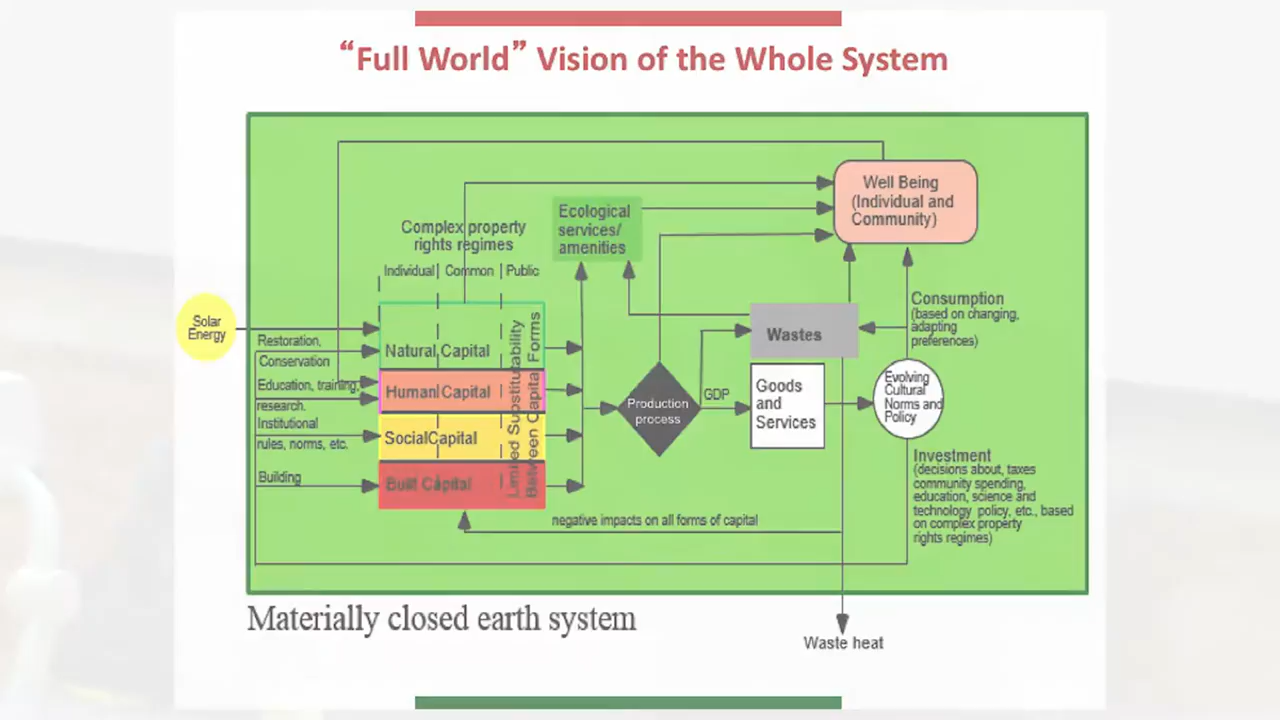 “Full World” Vision of the Whole System
Well Being
(Individual and
Community)
Ecological
services/
amenities
Complex property
rights regimes
Individual
Common
Public
Solar
Energy
Restoration,
Conservation
Education, training,
research.
Institutional
rules, norms, etc.
Building
Natural Capital
Human Capital
SocialCapital
Built Capital
Limited Substitutability
Between Capital Forms
Production
process
GDP
Wastes
Goods
and
Services
Consumption
(based on changing,
adapting
preferences)
Evolving
Cultural
Norms and
Policy
Investment
(decisions about, taxes
community spending,
education, science and
technology policy, etc., based
on complex property
rights regimes)
negative impacts on all forms of capital
Materially closed earth system
Waste heat